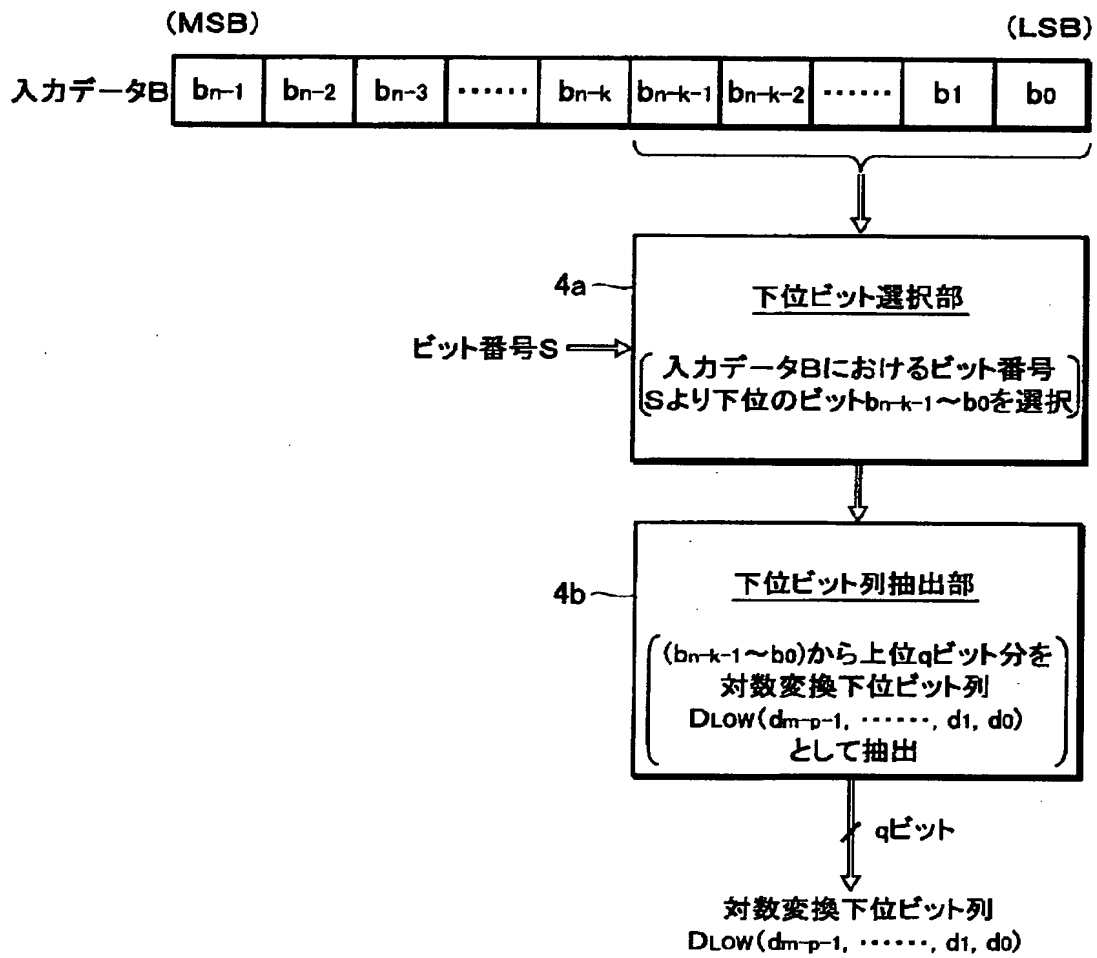 (MSB) (LSB)
入力データB bn-1 bn-2 bn-3 …… bn-k bn-k-1 bn-k-2 …… b1 b0
4a
下位ビット選択部
ビット番号S
入力データBにおけるビット番号
Sより下位のビットbn-k-1～b0を選択
4b
下位ビット列抽出部
(bn-k-1～b0)から上位qビット分を
対数変換下位ビット列
DLOW(dm-p-1, ……, d1, d0)
として抽出
qビット
対数変換下位ビット列
DLOW(dm-p-1, ……, d1, d0)